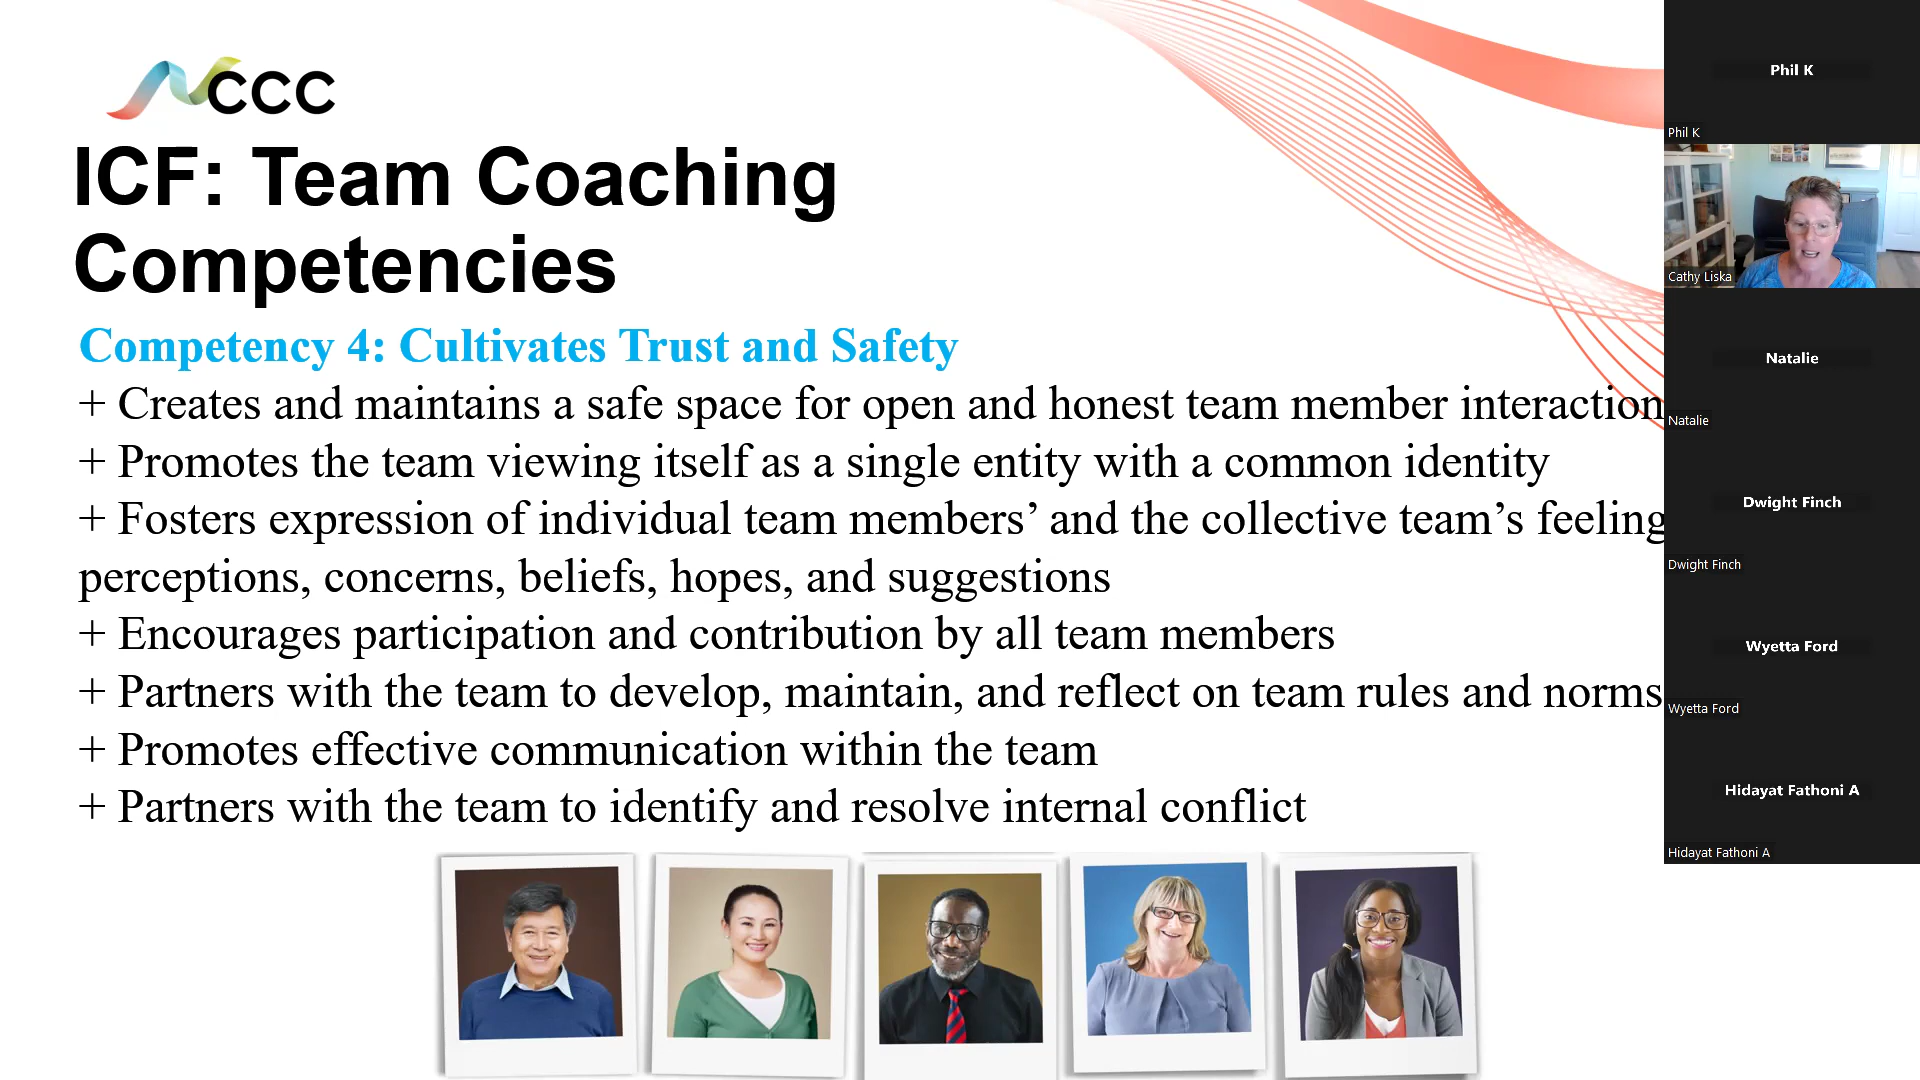 CCC
ICF: Team Coaching
Competencies
Competency 4: Cultivates Trust and Safety
+ Creates and maintains a safe space for open and honest team member interaction
+ Promotes the team viewing itself as a single entity with a common identity
+ Fosters expression of individual team members’ and the collective team’s feeling
perceptions, concerns, beliefs, hopes, and suggestions
+ Encourages participation and contribution by all team members
+ Partners with the team to develop, maintain, and reflect on team rules and norms
+ Promotes effective communication within the team
+ Partners with the team to identify and resolve internal conflict
Phil K
Phil K
Cathy Liska
Natalie
Natalie
Dwight Finch
Dwight Finch
Wyetta Ford
Wyetta Ford
Hidayat Fathoni A
Hidayat Fathoni A